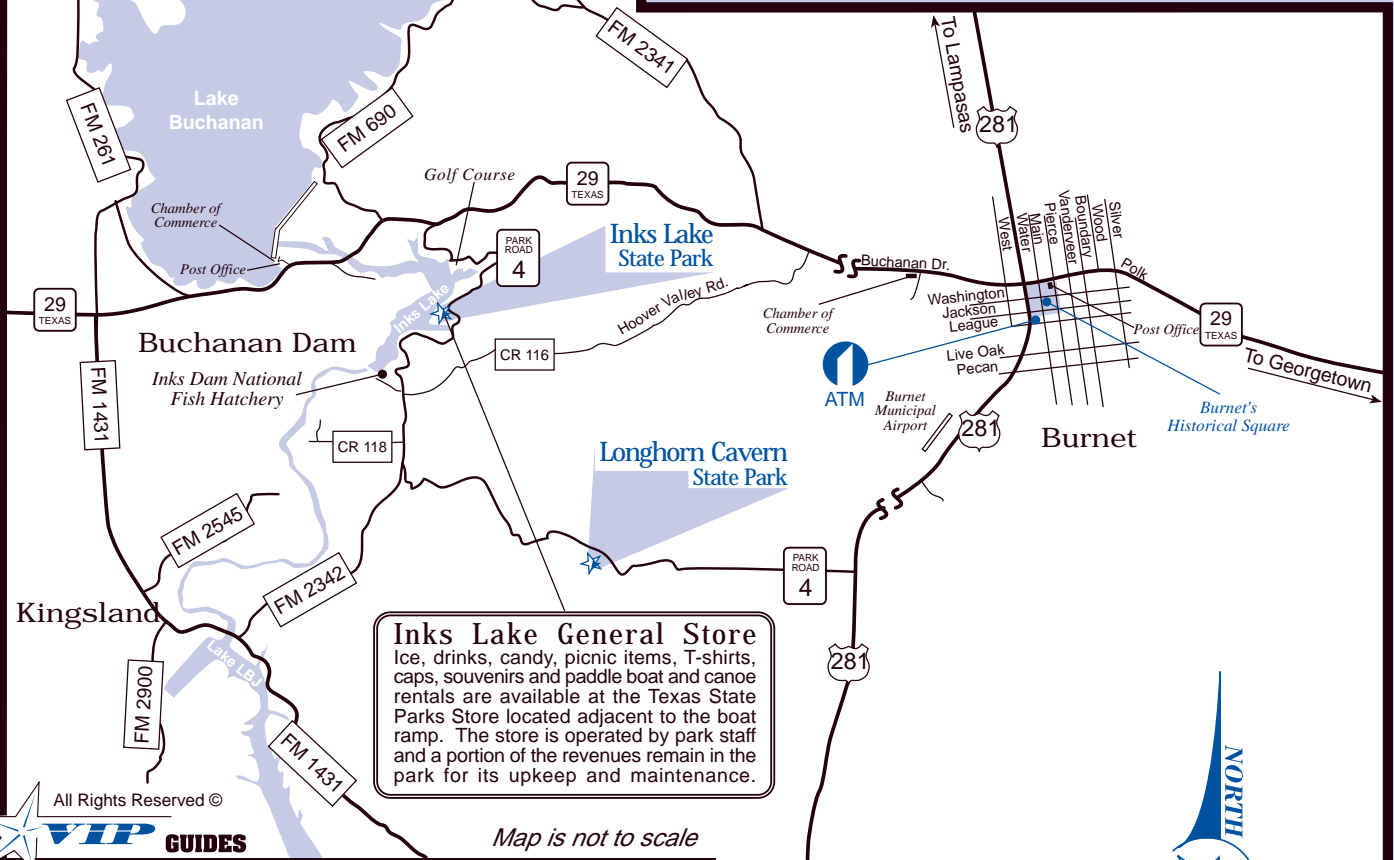 FM 2341
To Lampasas
281
Lake
Buchanan
FM 261
FM 690
Golf Course
29
TEXAS
Chamber of
Commerce
Post Office
PARK
ROAD
4
Inks Lake
State Park
West
Water
Main
Pierce
Vanderveer
Boundary
Wood
Silver
Buchanan Dr.
Polk
Washington
Jackson
League
Live Oak
Pecan
Chamber of
Commerce
Post Office
29
TEXAS
To Georgetown
29
TEXAS
Inks Lake
Hoover Valley Rd.
Buchanan Dam
Inks Dam National
Fish Hatchery
CR 116
ATM
Burnet
Municipal
Airport
281
Burnet
Burnet's
Historical Square
FM 1431
CR 118
Longhorn Cavern
State Park
FM 2545
FM 2342
PARK
ROAD
4
Kingsland
Lake LBJ
FM 2900
FM 1431
281
Inks Lake General Store
Ice, drinks, candy, picnic items, T-shirts,
caps, souvenirs and paddle boat and canoe
rentals are available at the Texas State
Parks Store located adjacent to the boat
ramp. The store is operated by park staff
and a portion of the revenues remain in the
park for its upkeep and maintenance.
NORTH
All Rights Reserved ©
VIP GUIDES
Map is not to scale